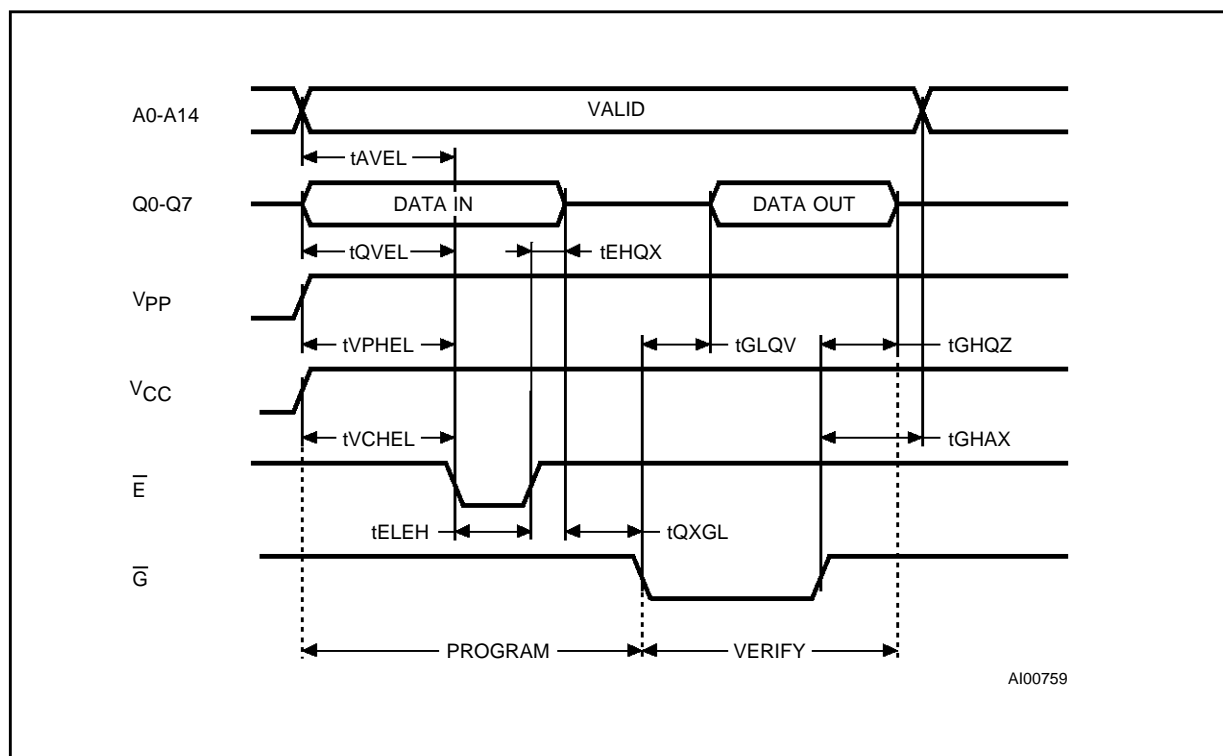 A0-A14
VALID
tAVEL
Q0-Q7
DATA IN
DATA OUT
tQVEL
tEHQX
VPP
tVPHEL
tGLQV
tGHQZ
VCC
tVCHEL
tGHAX
E̅
tELEH
tQXGL
G̅
PROGRAM
VERIFY
AI00759